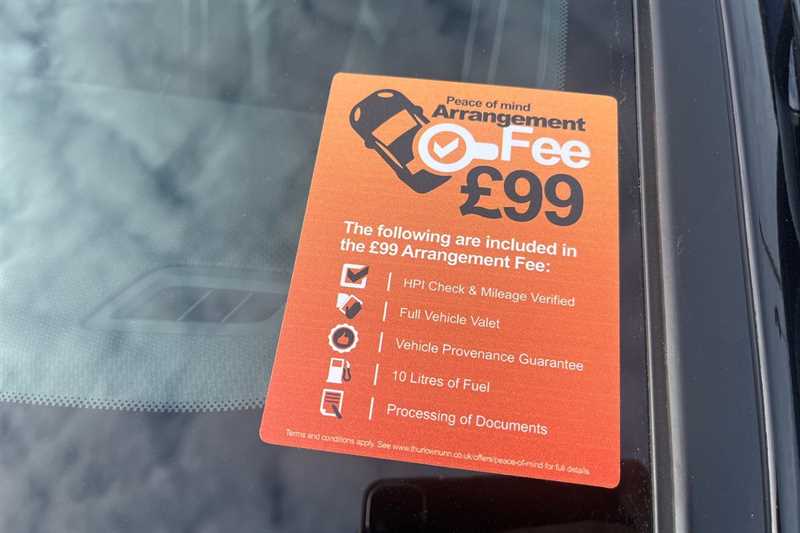 Peace of mind
Arrangement
Fee
£99
The following are included in
the £99 Arrangement Fee:
HPI Check & Mileage Verified
Full Vehicle Valet
Vehicle Provenance Guarantee
10 Litres of Fuel
Processing of Documents
Terms and conditions apply. See www.thurlownunn.co.uk/offers/peace-of-mind for full details.